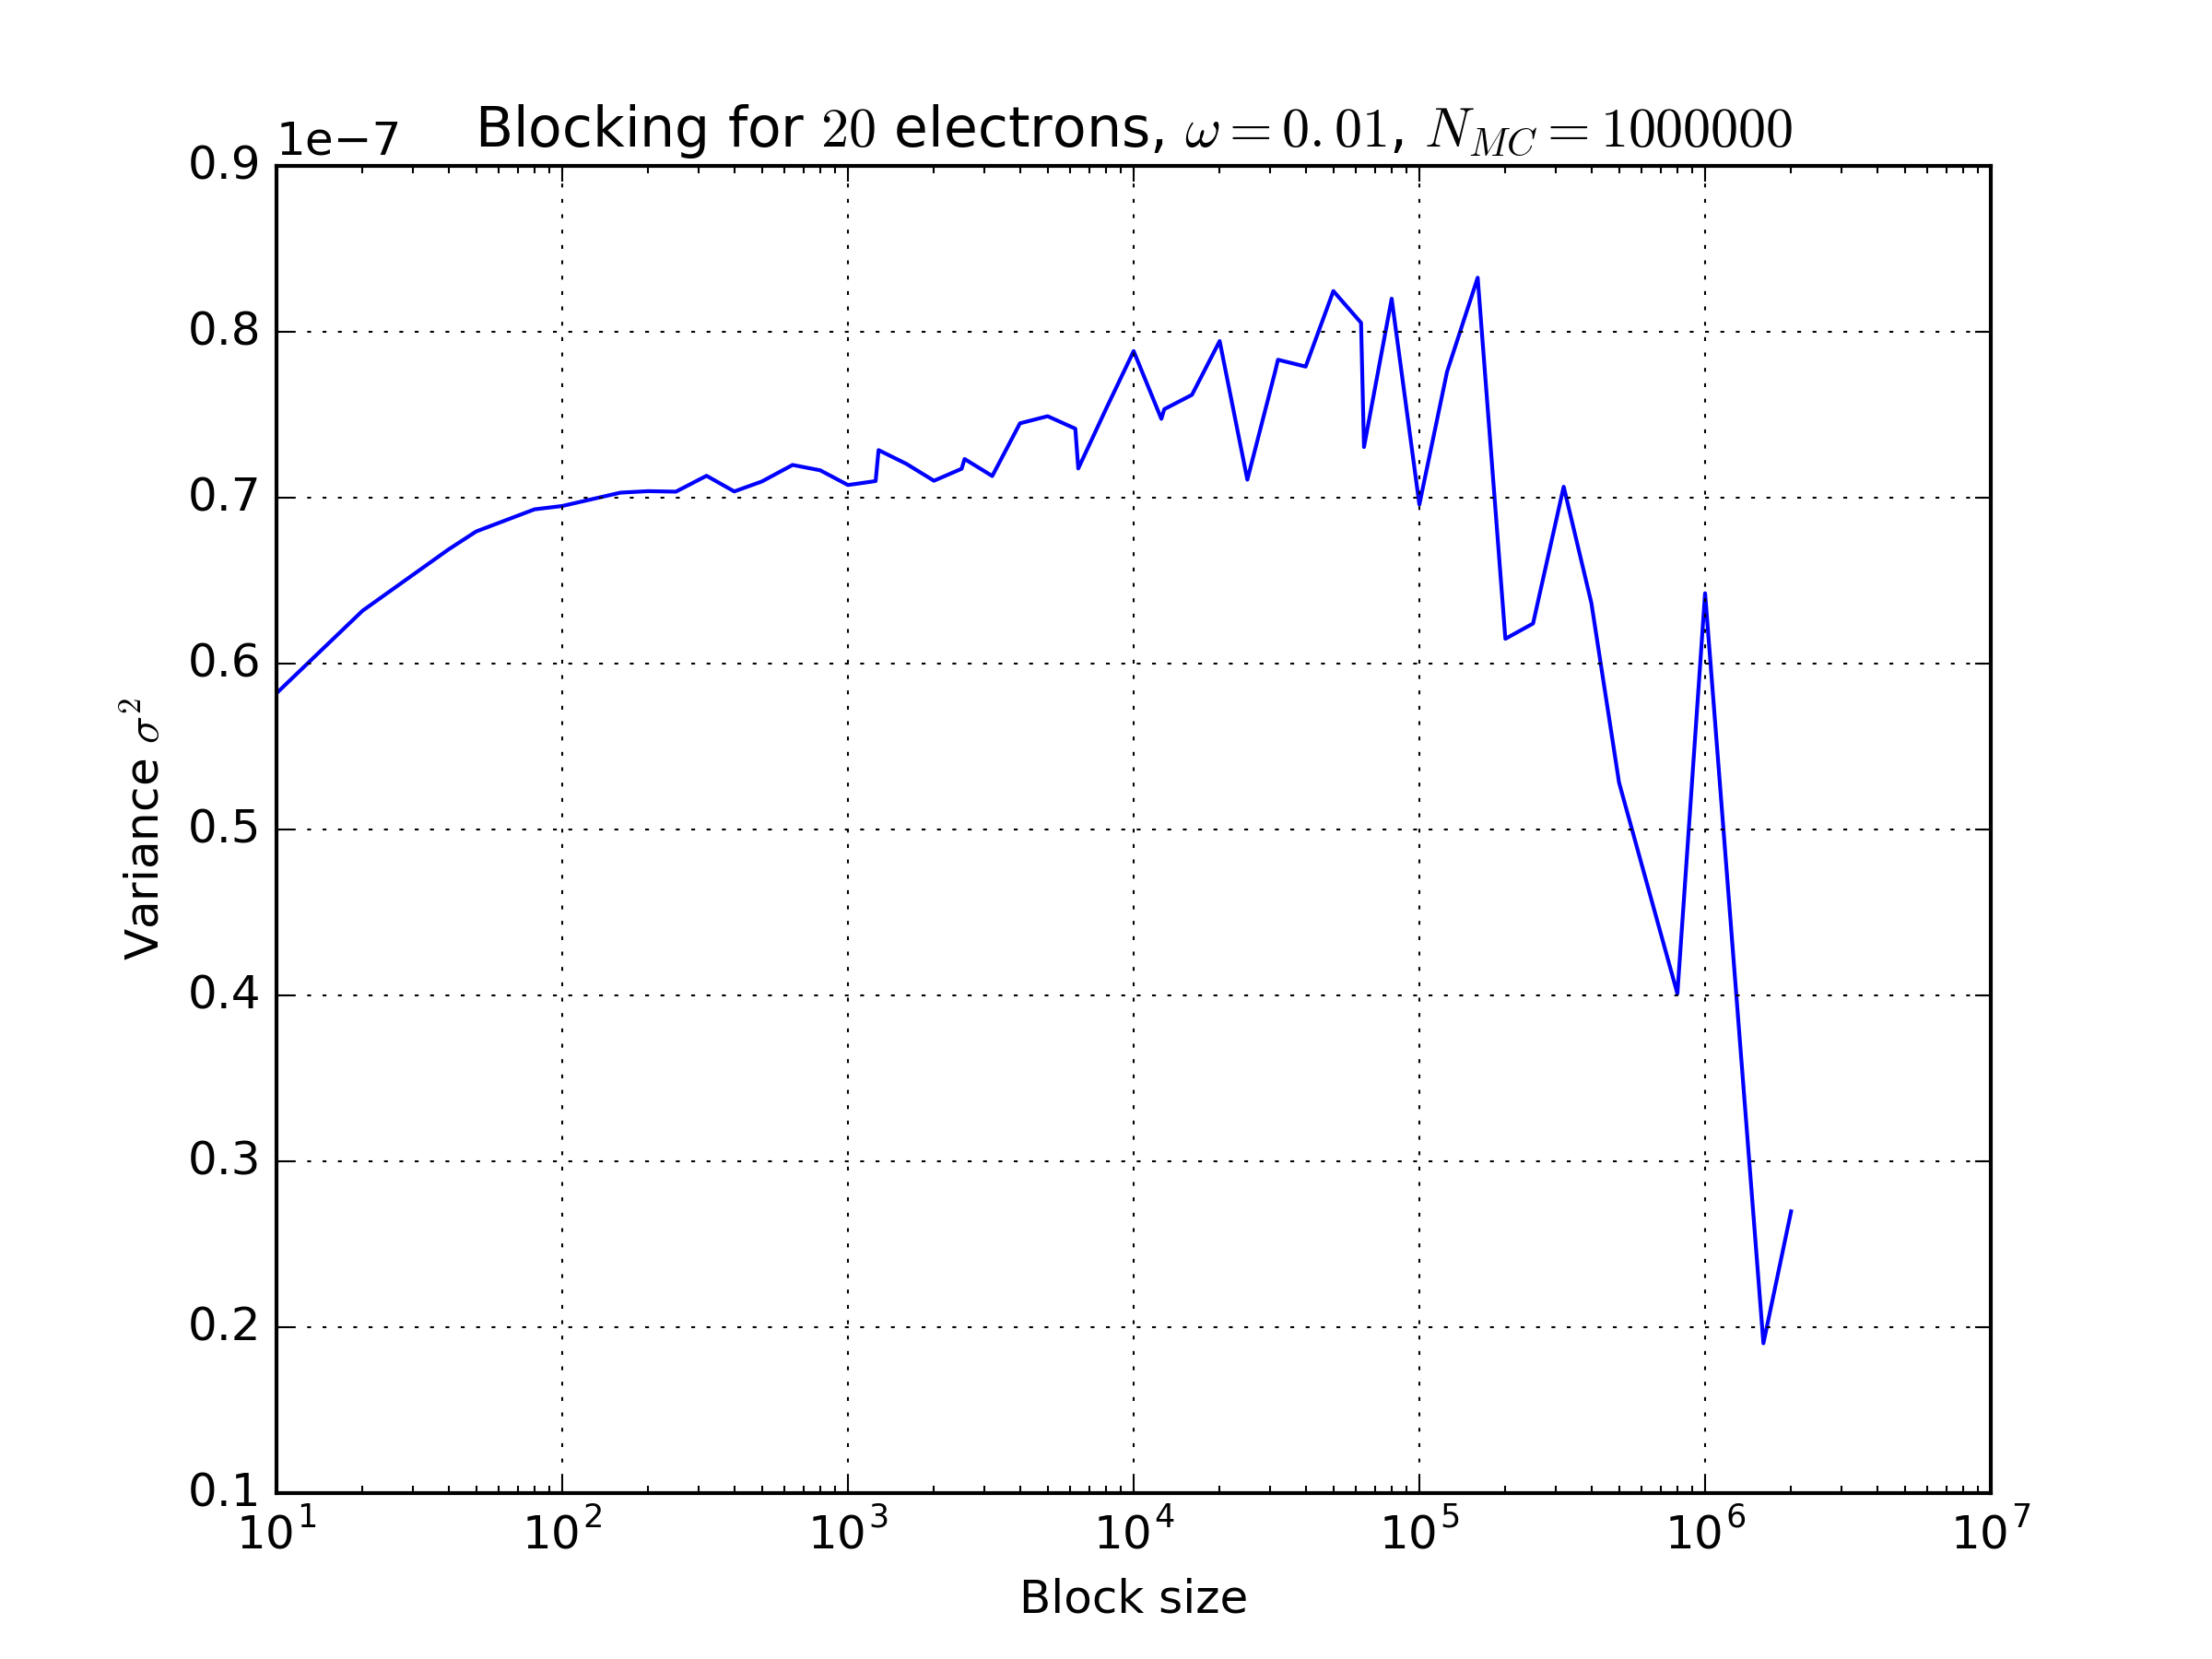 Blocking for 20 electrons, ω = 0.01, N_MC = 1000000
1e−7
0.9
0.8
0.7
0.6
0.5
0.4
0.3
0.2
0.1
Variance σ²
10¹ 10² 10³ 10⁴ 10⁵ 10⁶ 10⁷
Block size